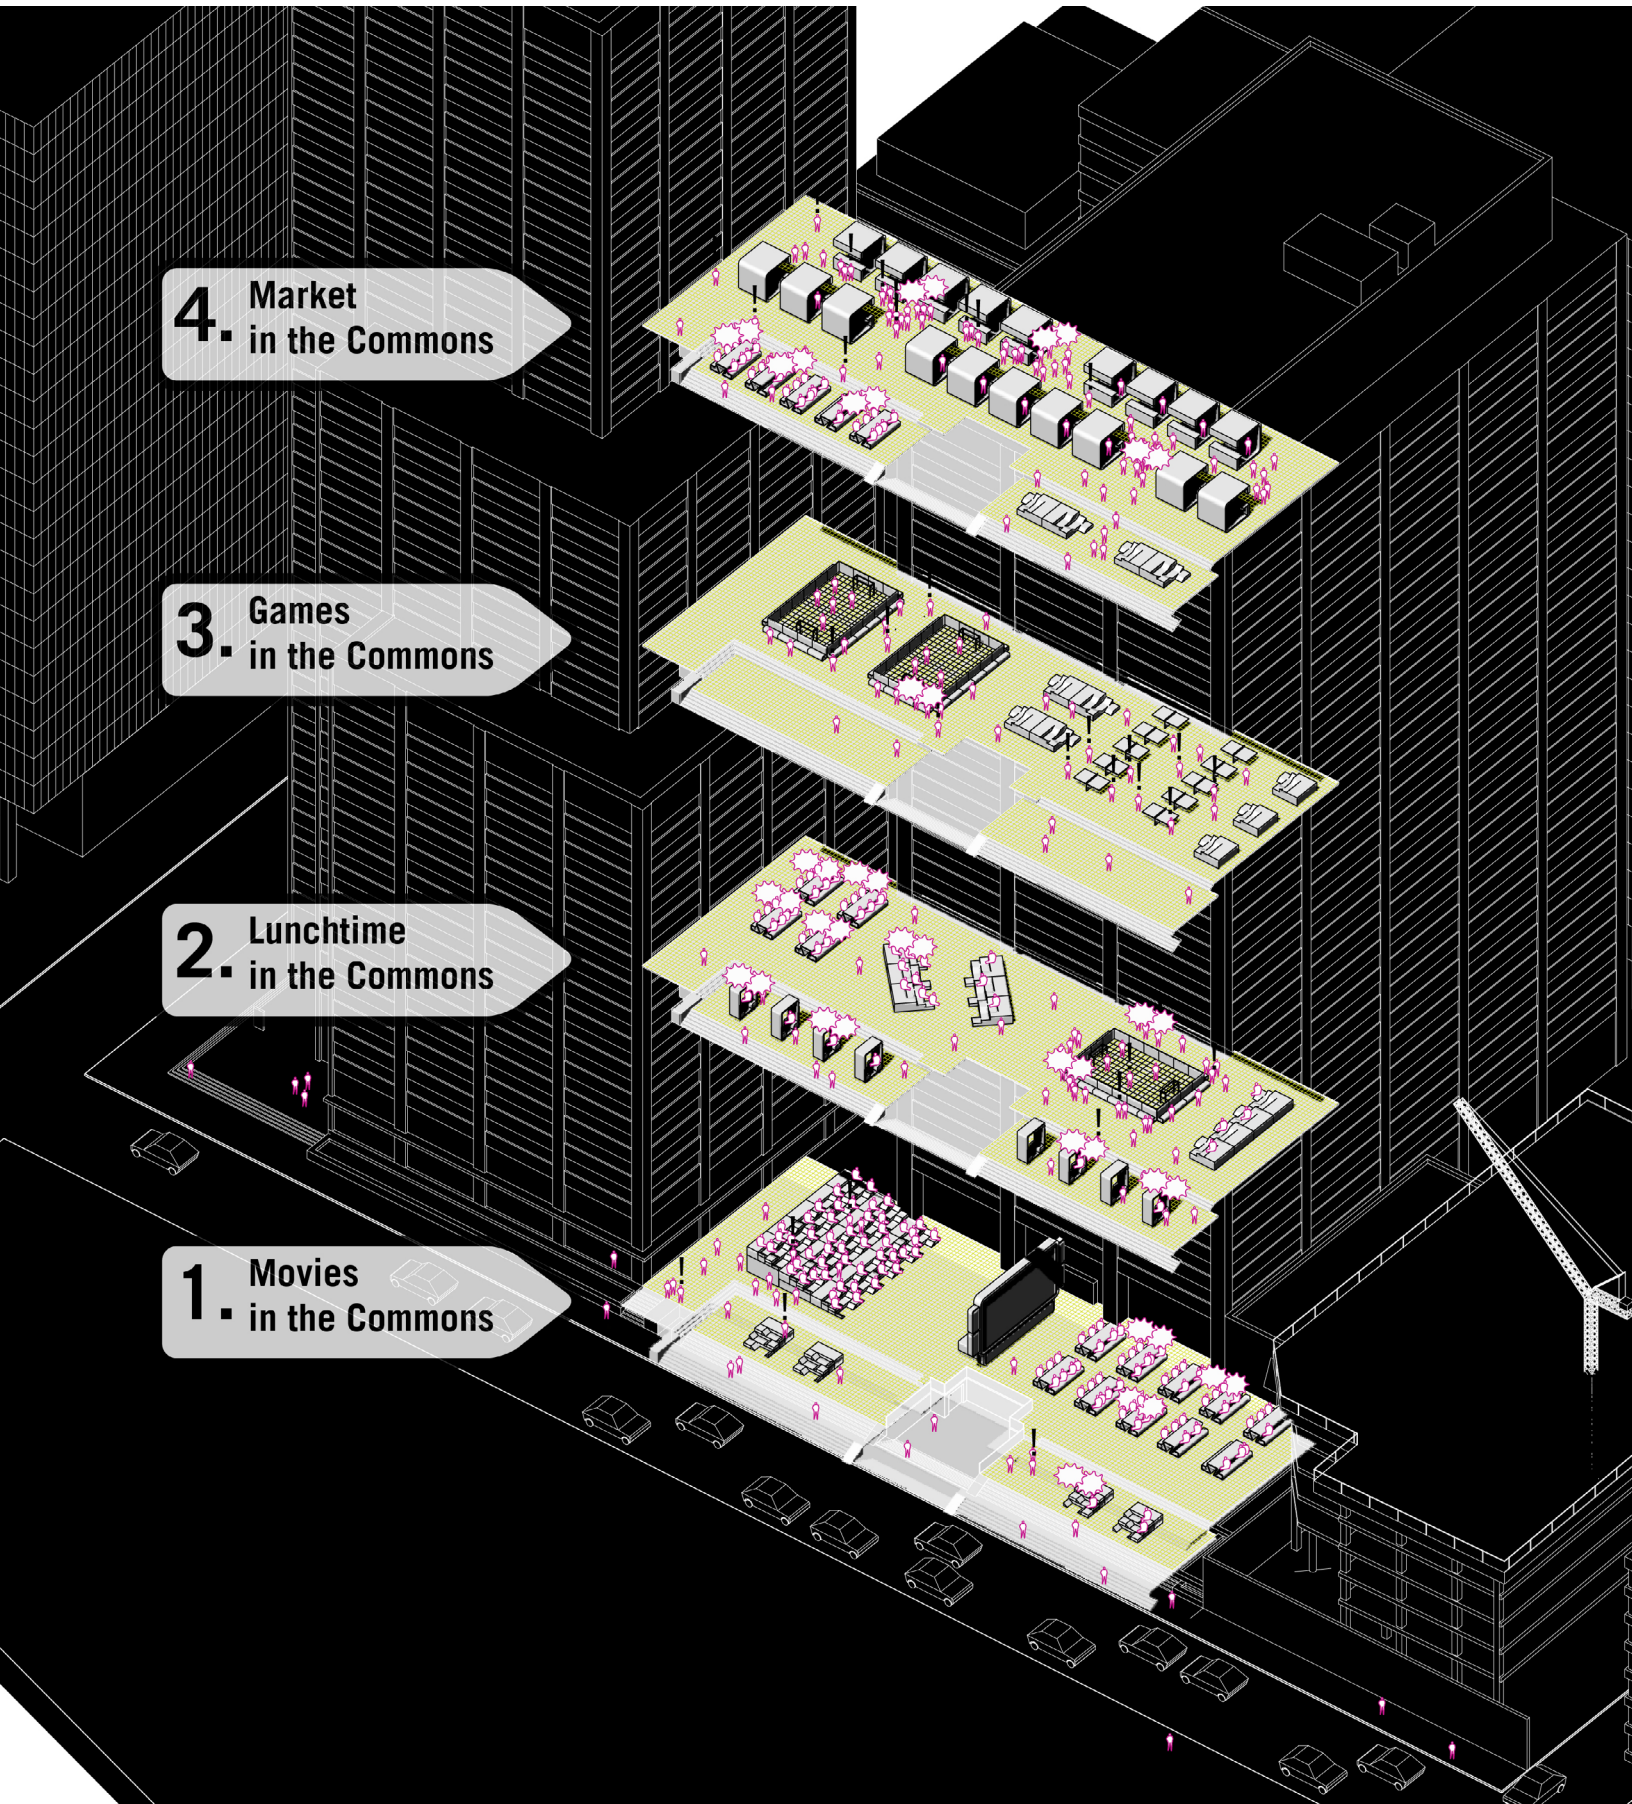 4. Market
in the Commons
3. Games
in the Commons
2. Lunchtime
in the Commons
1. Movies
in the Commons